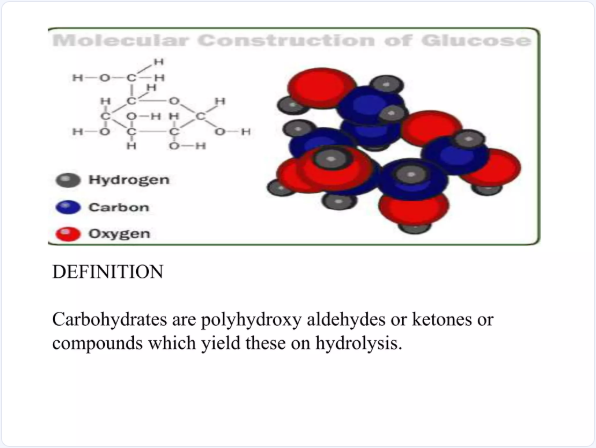 Molecular Construction of Glucose
H
H-O-C-H
H
H C O H
C O-H H C
H-O C C O-H
H O-H
Hydrogen
Carbon
Oxygen
DEFINITION
Carbohydrates are polyhydroxy aldehydes or ketones or
compounds which yield these on hydrolysis.